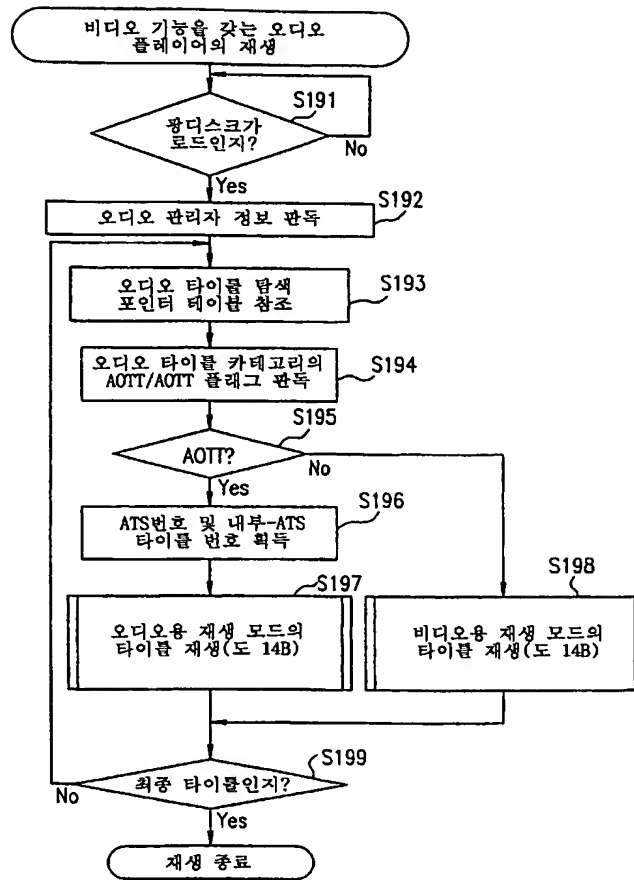 비디오 기능을 갖는 오디오
플레이어의 재생
S191
광디스크가
로드인지?
No
Yes
S192
오디오 관리자 정보 판독
S193
오디오 타이틀 탐색
포인터 테이블 참조
S194
오디오 타이틀 카테고리의
AOTT/AOTT 플래그 판독
S195
AOTT?
No
Yes
S196
ATS번호 및 내부-ATS
타이틀 번호 획득
S197
오디오용 재생 모드의
타이틀 재생(도 14B)
S198
비디오용 재생 모드의
타이틀 재생(도 14B)
S199
최종 타이틀인지?
No
Yes
재생 종료